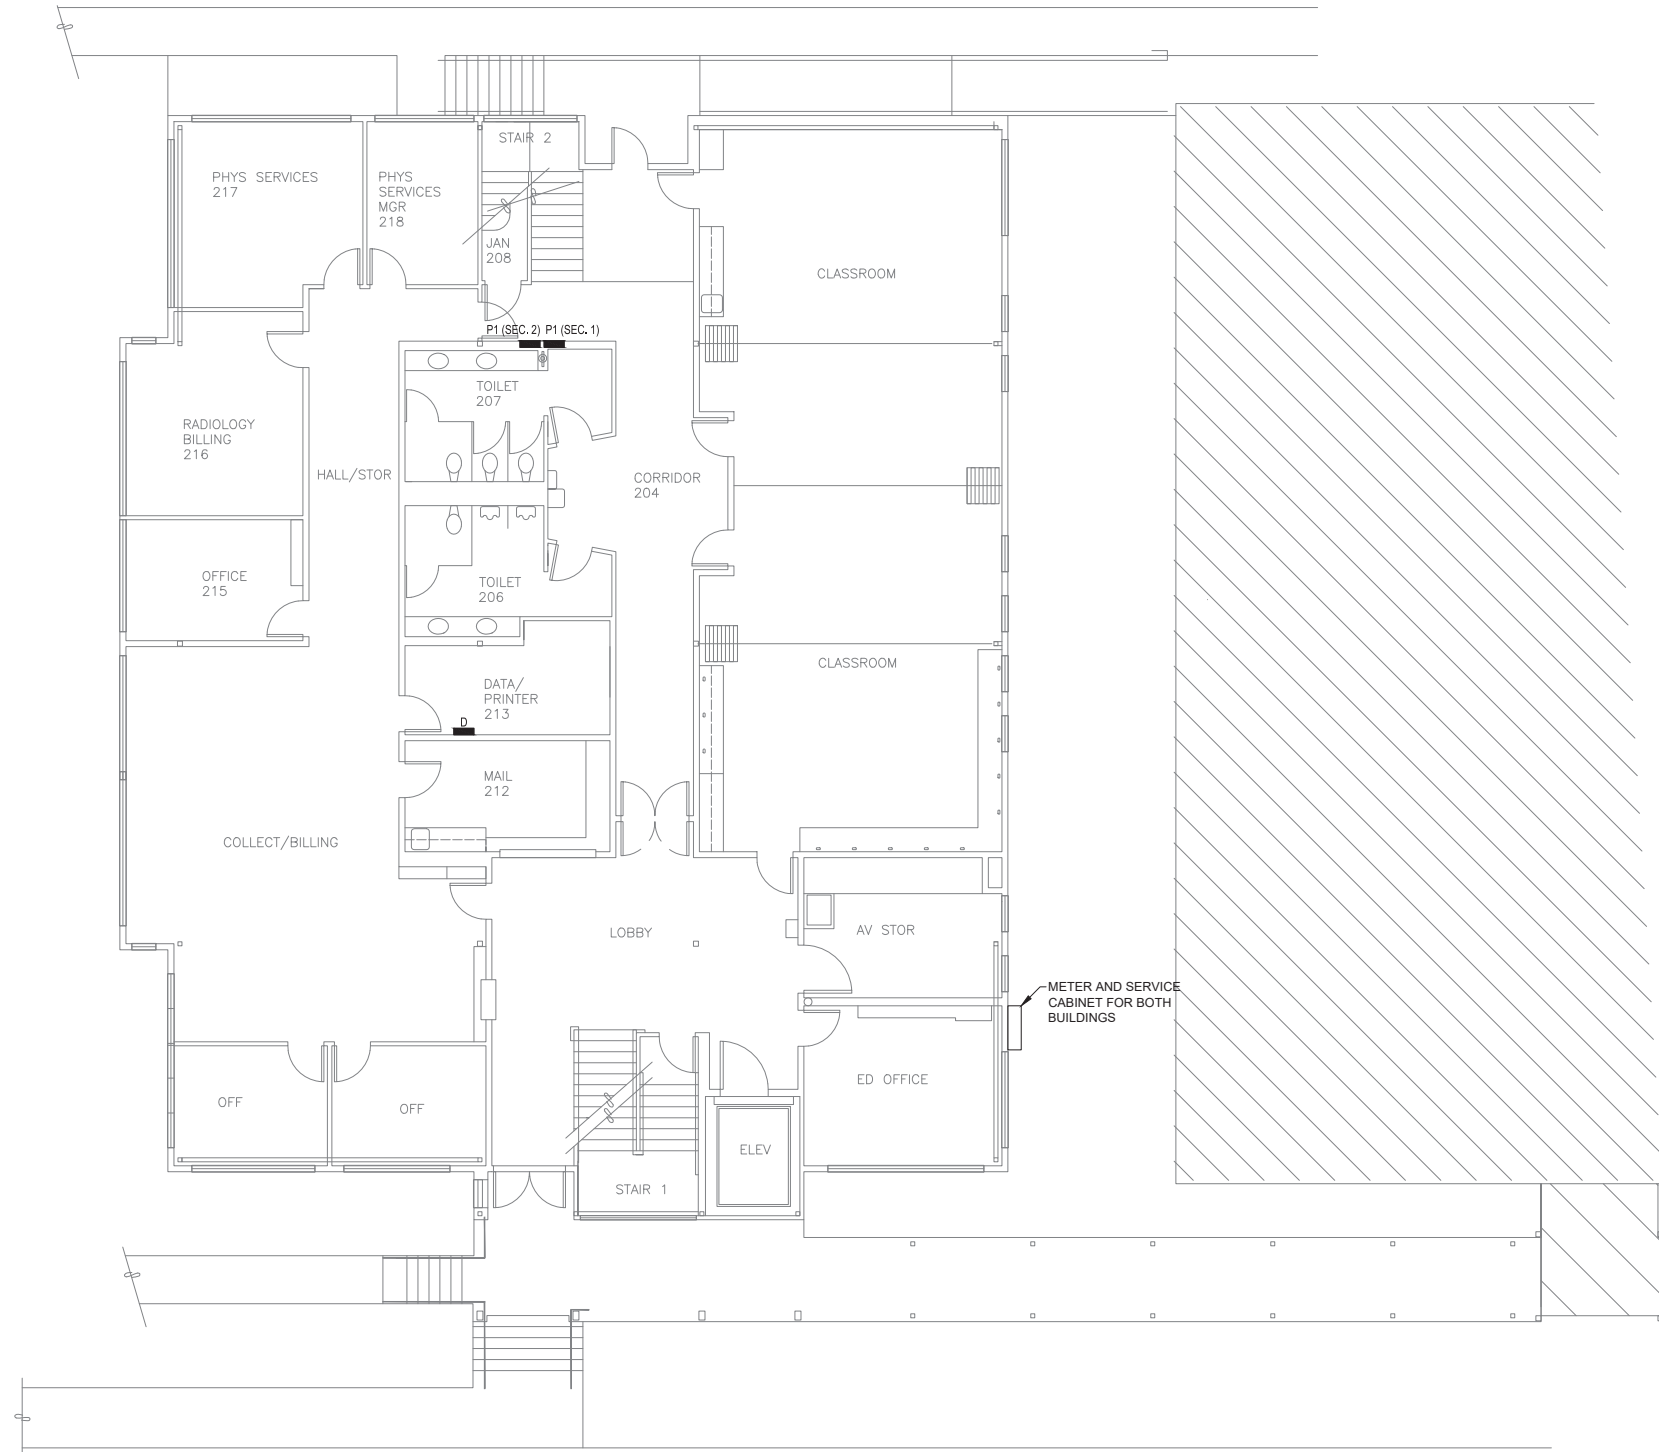 STAIR 2
PHYS SERVICES
217
PHYS
SERVICES
MGR
218
JAN
208
CLASSROOM
P1 (SEC. 2) P1 (SEC. 1)
TOILET
207
RADIOLOGY
BILLING
216
HALL/STOR
CORRIDOR
204
OFFICE
215
TOILET
206
CLASSROOM
DATA/
PRINTER
213
D
MAIL
212
COLLECT/BILLING
LOBBY
AV STOR
METER AND SERVICE
CABINET FOR BOTH
BUILDINGS
ED OFFICE
OFF
OFF
ELEV
STAIR 1